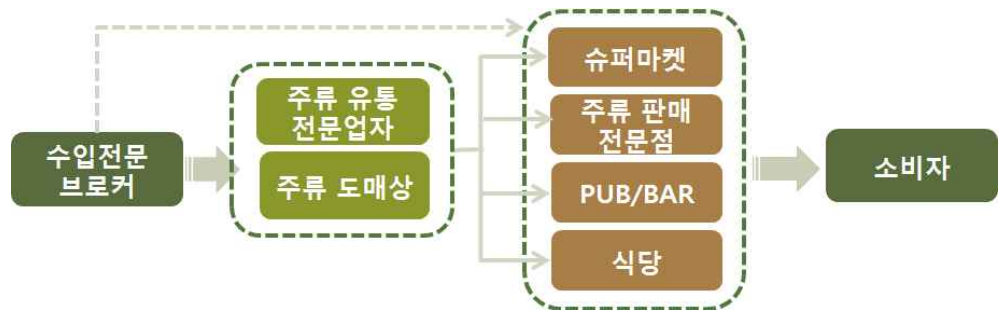 수입전문
브로커
주류 유통
전문업자
주류 도매상
슈퍼마켓
주류 판매
전문점
PUB/BAR
식당
소비자